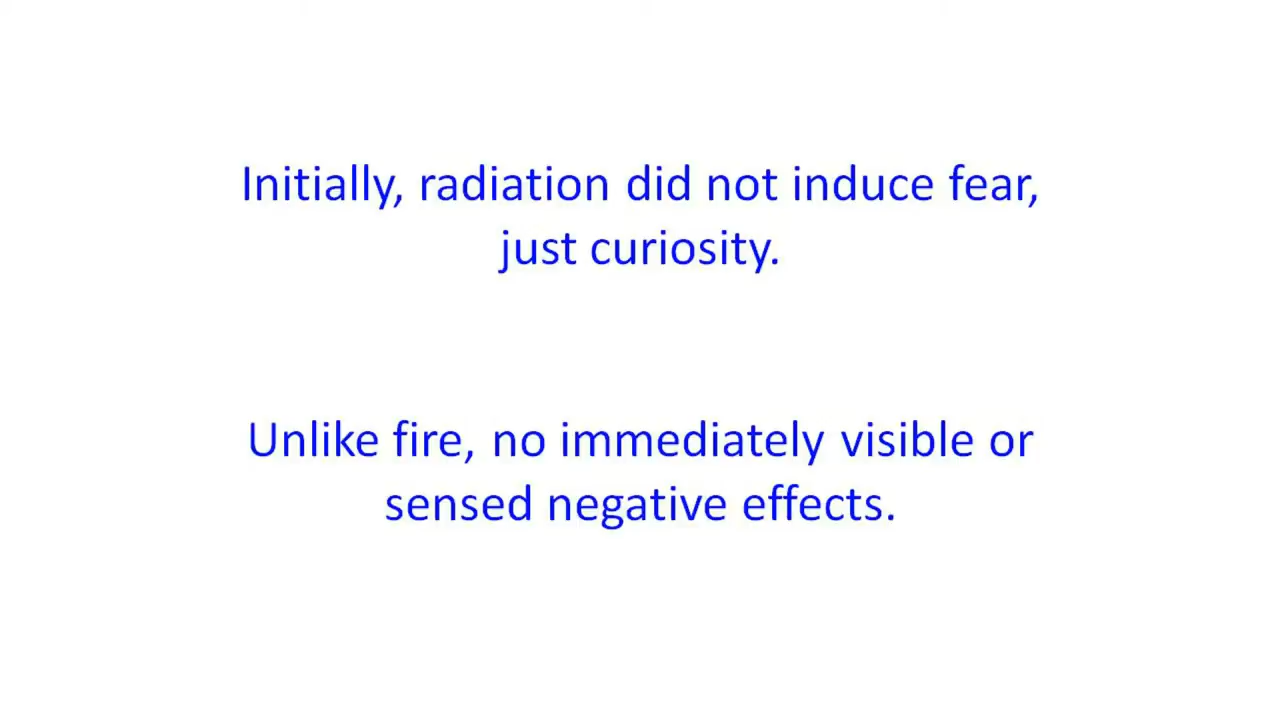 Initially, radiation did not induce fear,
just curiosity.
Unlike fire, no immediately visible or
sensed negative effects.